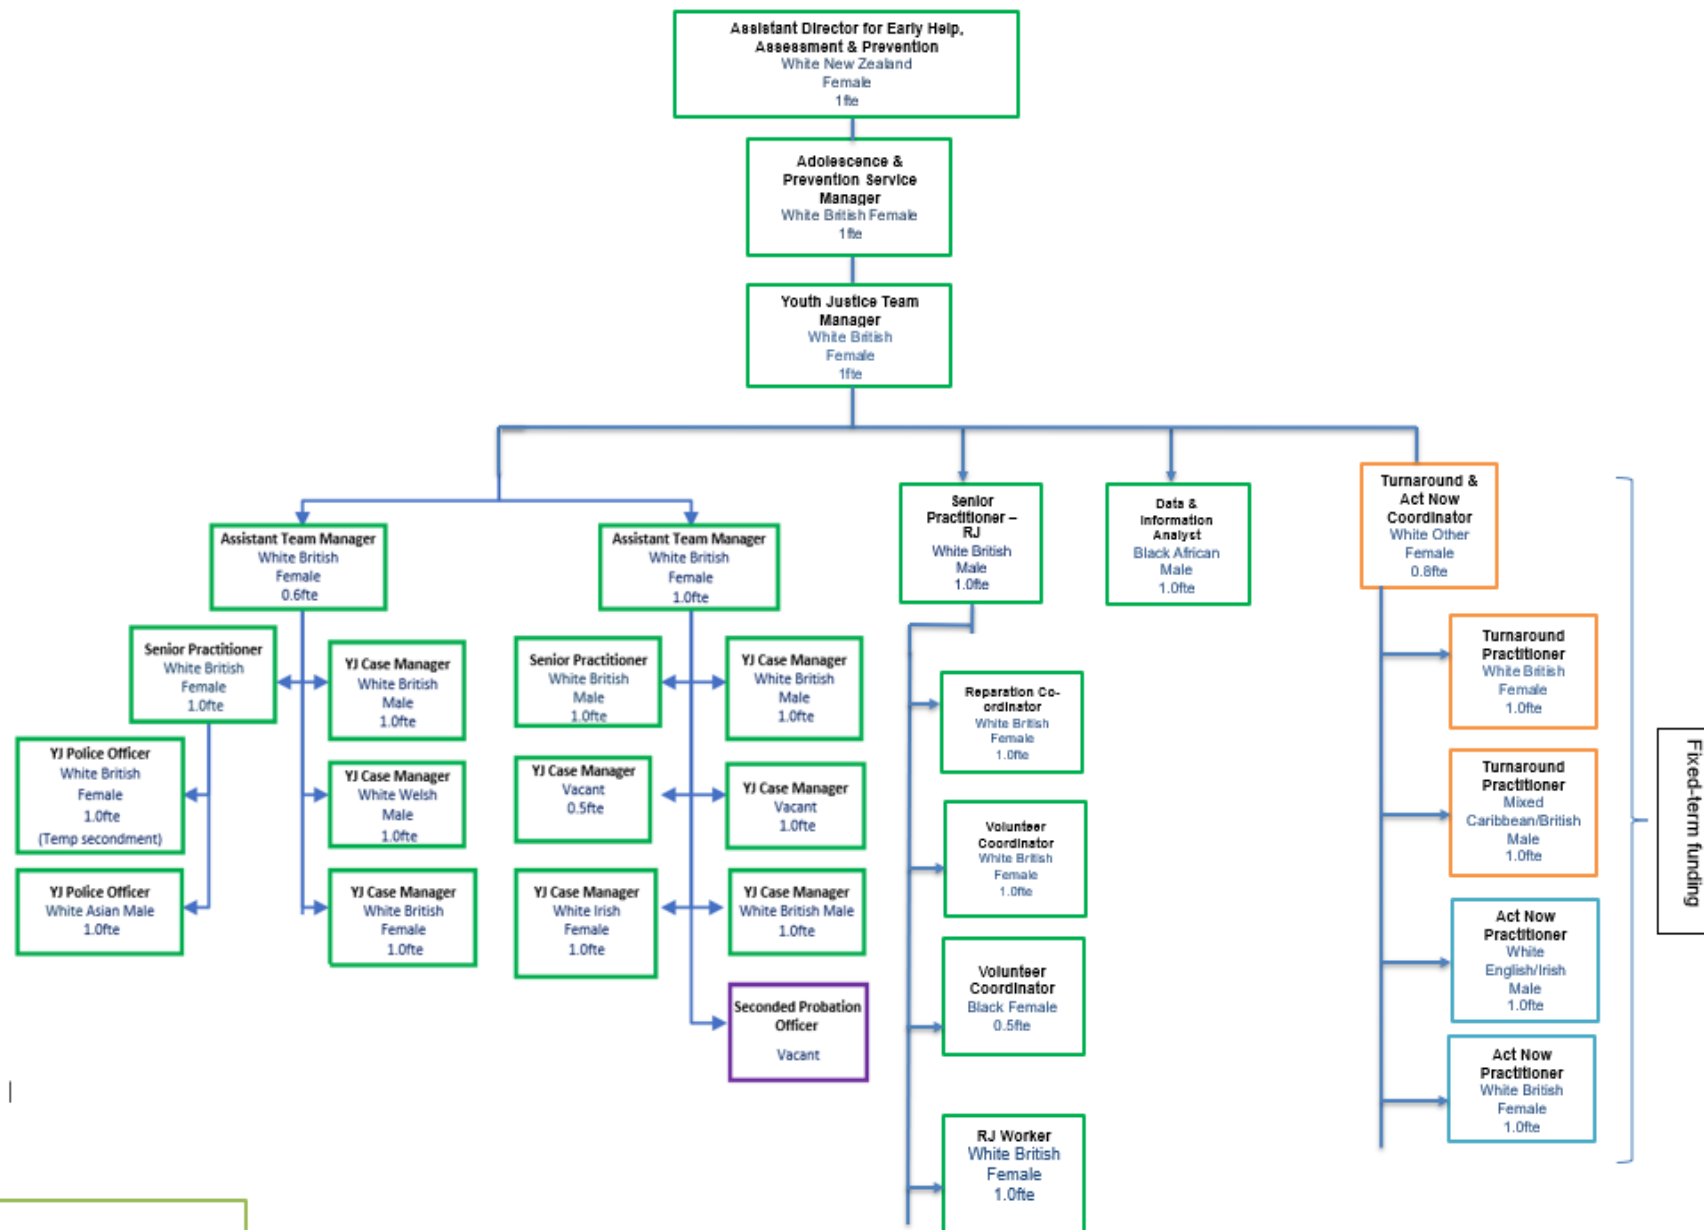 Assistant Director for Early Help,
Assessment & Prevention
White New Zealand
Female
1fte
Adolescence &
Prevention Service
Manager
White British Female
1fte
Youth Justice Team
Manager
White British
Female
1fte
Assistant Team Manager
White British
Female
0.6fte
Senior Practitioner
White British
Female
1.0fte
YJ Case Manager
White British
Male
1.0fte
YJ Police Officer
White British
Female
1.0fte
(Temp secondment)
YJ Case Manager
White Welsh
Male
1.0fte
YJ Police Officer
White Asian Male
1.0fte
YJ Case Manager
White British
Female
1.0fte
Assistant Team Manager
White British
Female
1.0fte
Senior Practitioner
White British
Male
1.0fte
YJ Case Manager
White British
Male
1.0fte
YJ Case Manager
Vacant
0.5fte
YJ Case Manager
Vacant
1.0fte
YJ Case Manager
White Irish
Female
1.0fte
YJ Case Manager
White British Male
1.0fte
Seconded Probation
Officer
Vacant
Senior
Practitioner –
RJ
White British
Male
1.0fte
Reparation Co-
ordinator
White British
Female
1.0fte
Volunteer
Coordinator
White British
Female
1.0fte
Volunteer
Coordinator
Black Female
0.5fte
RJ Worker
White British
Female
1.0fte
Data &
Information
Analyst
Black African
Male
1.0fte
Turnaround &
Act Now
Coordinator
White Other
Female
0.8fte
Turnaround
Practitioner
White British
Female
1.0fte
Turnaround
Practitioner
Mixed
Caribbean/British
Male
1.0fte
Act Now
Practitioner
White
English/Irish
Male
1.0fte
Act Now
Practitioner
White British
Female
1.0fte
Fixed-term funding